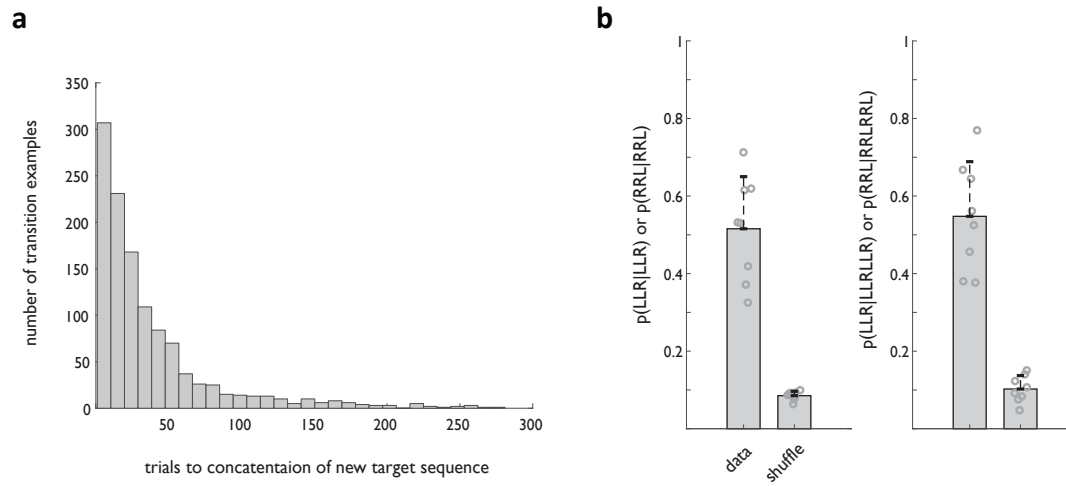 a
350
300
250
200
150
100
50
0
50 100 150 200 250 300
number of transition examples
trials to concatentaion of new target sequence
b
1
0.8
0.6
0.4
0.2
p(LLR|LLR) or p(RRL|RRL)
data shuffle
1
0.8
0.6
0.4
0.2
p(LLR|LLRLLR) or p(RRL|RRLRRL)